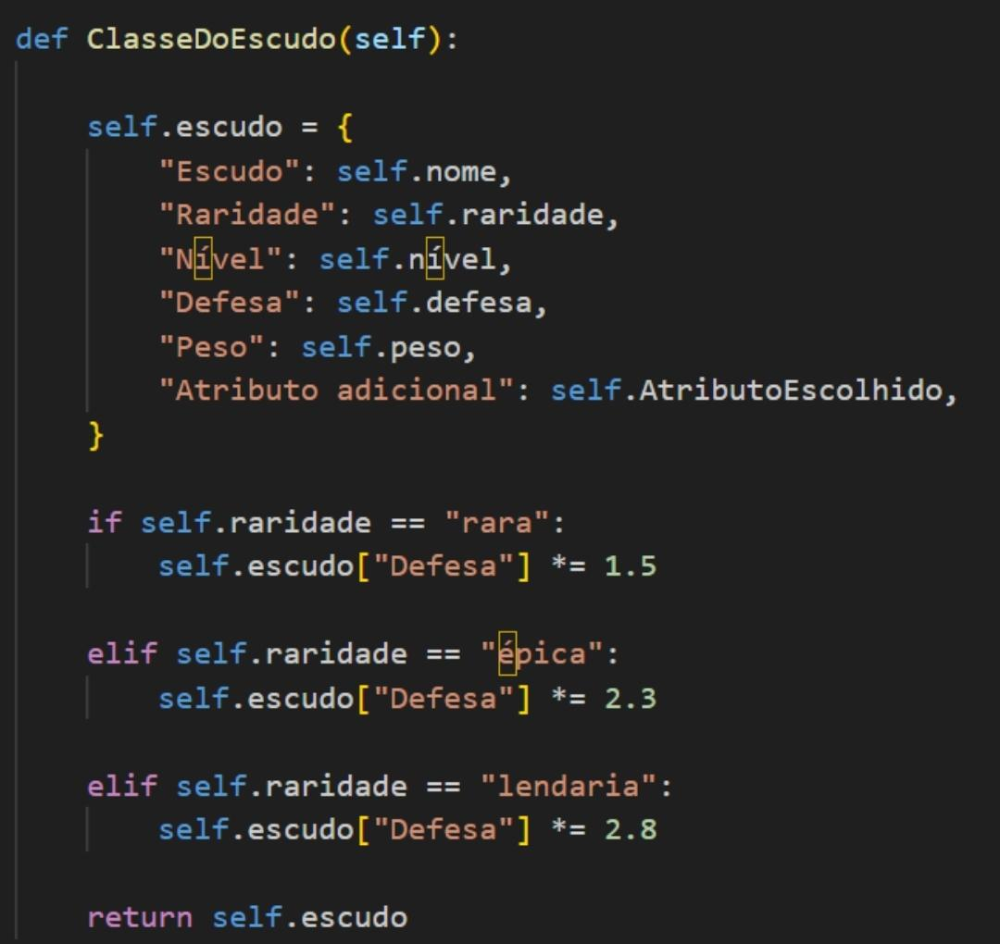 def ClasseDoEscudo(self):
self.escudo = {
"Escudo": self.nome,
"Raridade": self.raridade,
"Nível": self.nível,
"Defesa": self.defesa,
"Peso": self.peso,
"Atributo adicional": self.AtributoEscolhido,
}
if self.raridade == "rara":
self.escudo["Defesa"] *= 1.5
elif self.raridade == "épica":
self.escudo["Defesa"] *= 2.3
elif self.raridade == "lendaria":
self.escudo["Defesa"] *= 2.8
return self.escudo